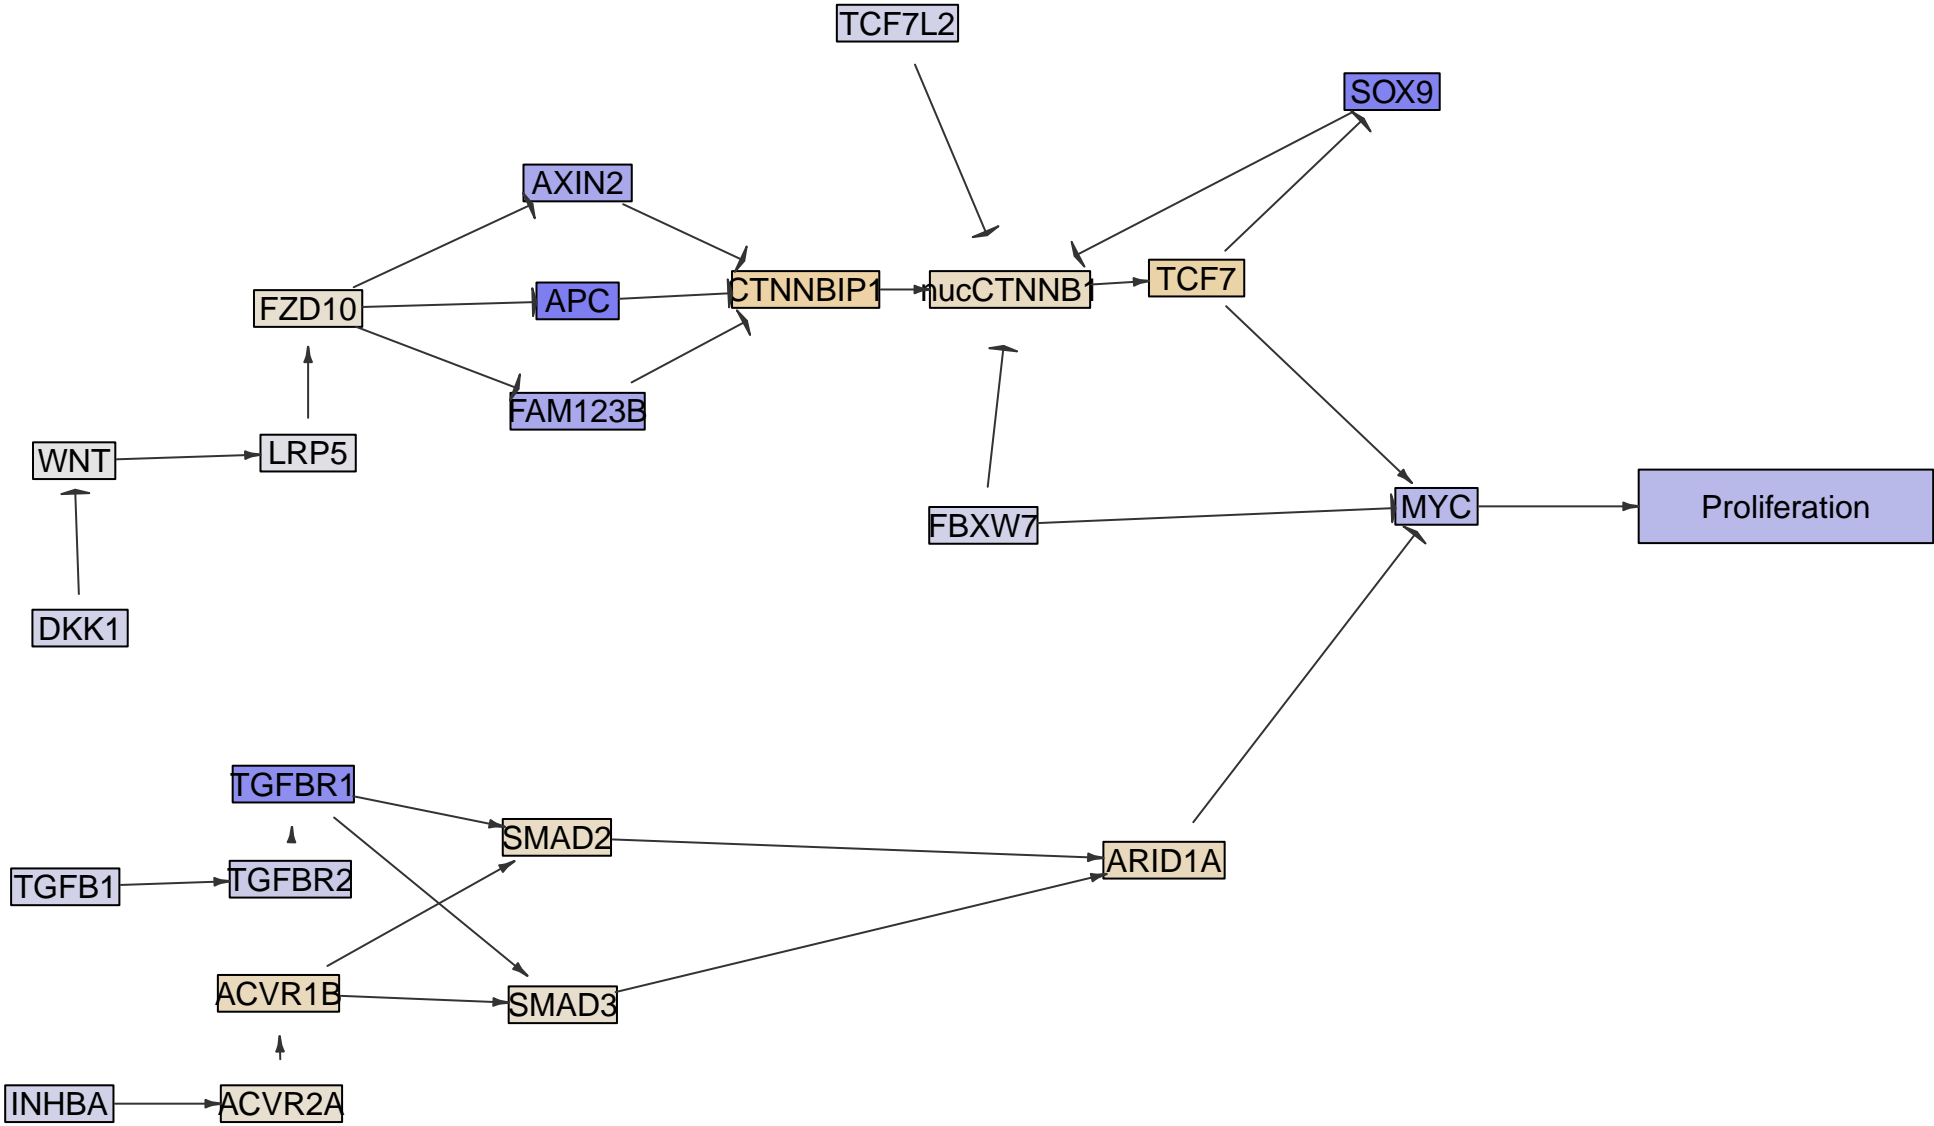 TCF7L2
SOX9
AXIN2
TCF7
CTNNBIP1
nucCTNNB1
APC
FZD10
FAM123B
LRP5
WNT
MYC
Proliferation
FBXW7
DKK1
TGFBR1
SMAD2
ARID1A
TGFBR2
TGFB1
ACVR1B
SMAD3
INHBA
ACVR2A